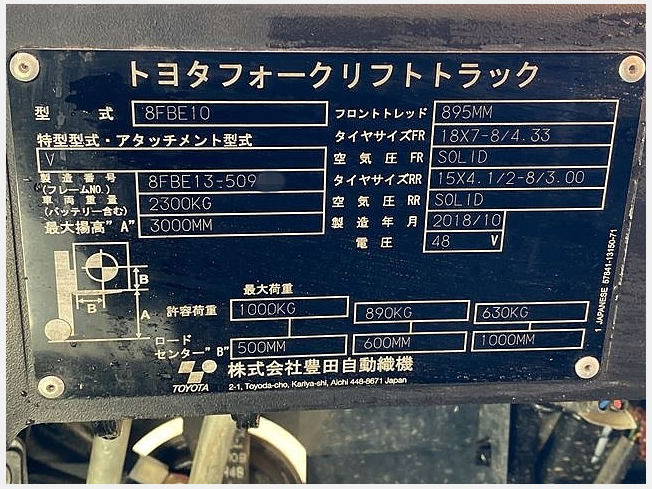 トヨタフォークリフトトラック
型 式 8FBE10
特型型式・アタッチメント型式
V
製造番号 (フレームNO.) 8FBE13-509
車両重量 (バッテリー含む) 2300KG
最大揚高"A" 3000MM
フロントトレッド 895MM
タイヤサイズFR 18X7-8/4.33
空気圧 FR SOLID
タイヤサイズRR 15X4.1/2-8/3.00
空気圧 RR SOLID
製造年月 2018/10
電圧 48 V
B
B
A
最大荷重
許容荷重 1000KG 890KG 630KG
ロード
センター"B" 500MM 600MM 1000MM
TOYOTA
株式会社豊田自動織機
2-1, Toyoda-cho, Kariya-shi, Aichi 448-8671 Japan
1 JAPANESE 57641-13150-71